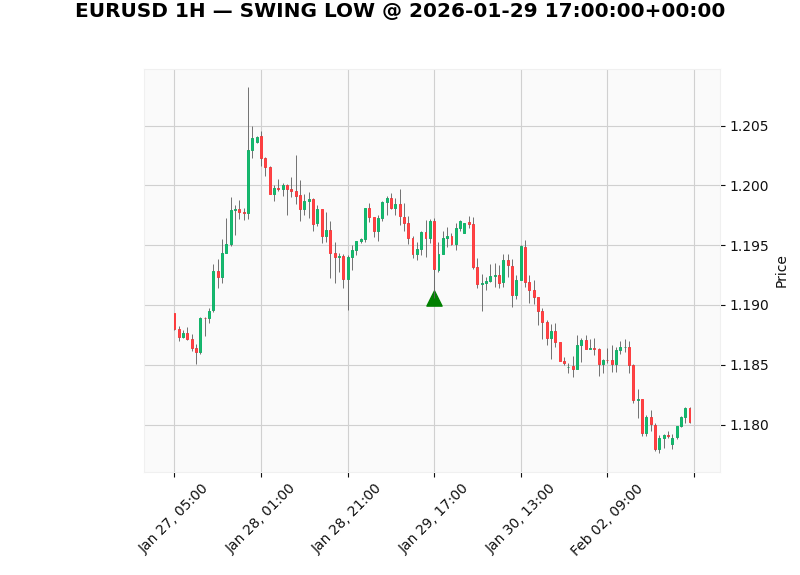 EURUSD 1H — SWING LOW @ 2026-01-29 17:00:00+00:00
1.205
1.200
1.195
1.190
1.185
1.180
Price
Jan 27, 05:00
Jan 28, 01:00
Jan 28, 21:00
Jan 29, 17:00
Jan 30, 13:00
Feb 02, 09:00